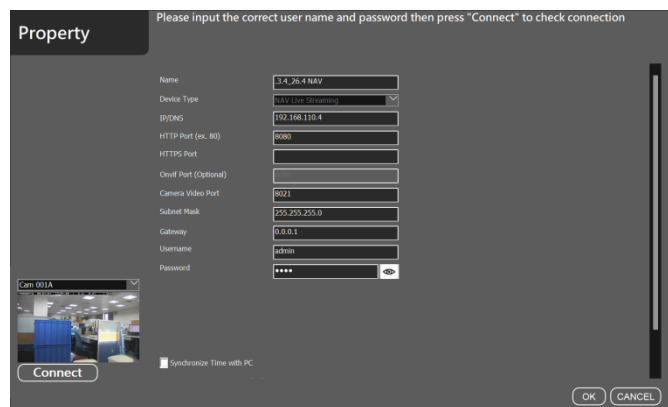 Please input the correct user name and password then press "Connect" to check connection
Property
Name .3.4_26.4 NAV
Device Type NAV Live Streaming
IP/DNS 192.168.110.4
HTTP Port (ex. 80) 8080
HTTPS Port
Onvif Port (Optional)
Camera Video Port 8021
Subnet Mask 255.255.255.0
Gateway 0.0.0.1
Username admin
Password ••••
Cam 001A
Connect
Synchronize Time with PC
OK CANCEL